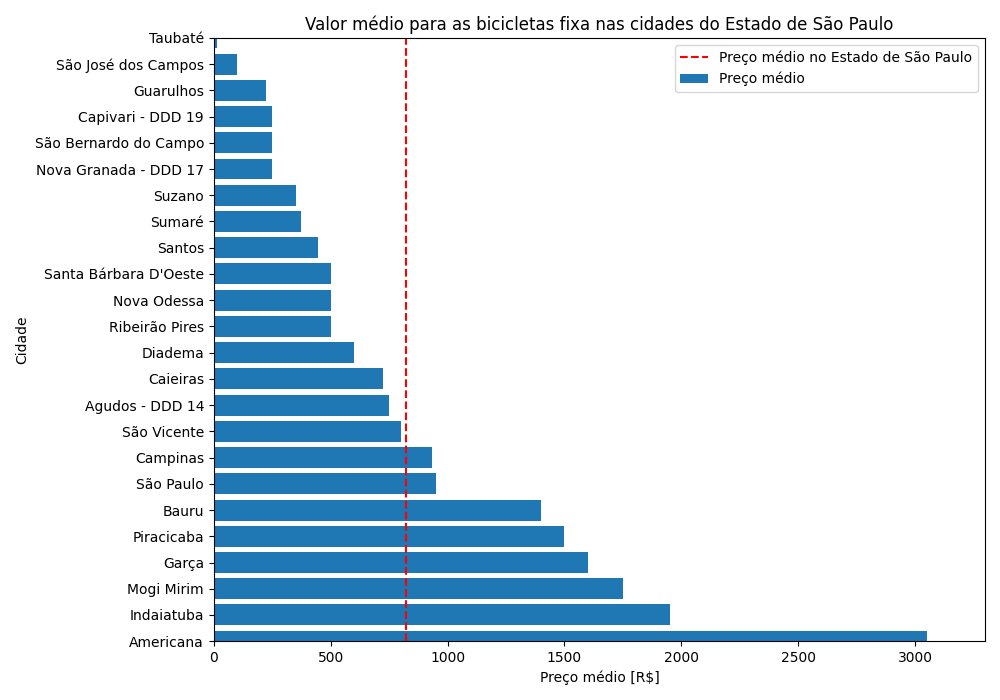 Valor médio para as bicicletas fixa nas cidades do Estado de São Paulo
Preço médio no Estado de São Paulo
Preço médio
Cidade
Taubaté
São José dos Campos
Guarulhos
Capivari - DDD 19
São Bernardo do Campo
Nova Granada - DDD 17
Suzano
Sumaré
Santos
Santa Bárbara D'Oeste
Nova Odessa
Ribeirão Pires
Diadema
Caieiras
Agudos - DDD 14
São Vicente
Campinas
São Paulo
Bauru
Piracicaba
Garça
Mogi Mirim
Indaiatuba
Americana
0 500 1000 1500 2000 2500 3000
Preço médio [R$]